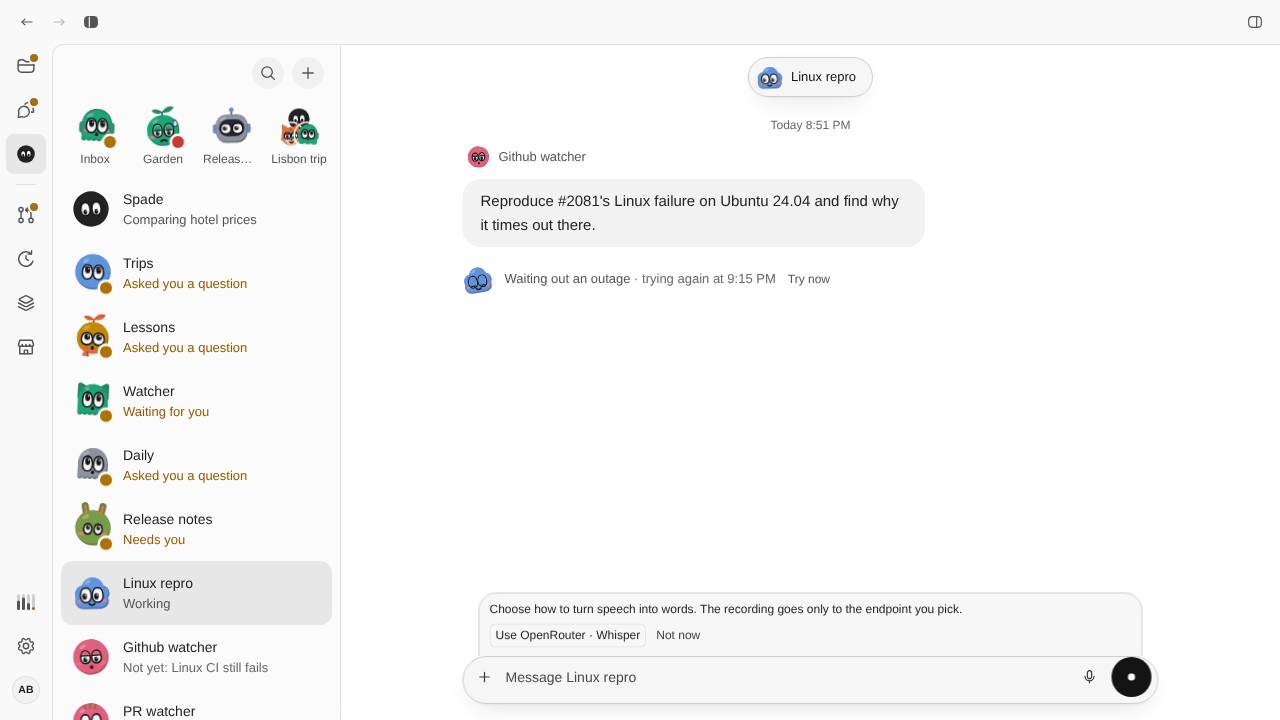 Linux repro
Inbox
Garden
Releas…
Lisbon trip
Spade
Comparing hotel prices
Trips
Asked you a question
Lessons
Asked you a question
Watcher
Waiting for you
Daily
Asked you a question
Release notes
Needs you
Linux repro
Working
Github watcher
Not yet: Linux CI still fails
PR watcher
AB
Today 8:51 PM
Github watcher
Reproduce #2081's Linux failure on Ubuntu 24.04 and find why
it times out there.
Waiting out an outage · trying again at 9:15 PM Try now
Choose how to turn speech into words. The recording goes only to the endpoint you pick.
Use OpenRouter · Whisper Not now
Message Linux repro